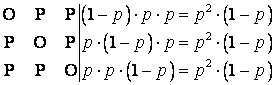 O P P | (1−p)·p·p = p²·(1−p)
P O P | p·(1−p)·p = p²·(1−p)
P P O | p·p·(1−p) = p²·(1−p)